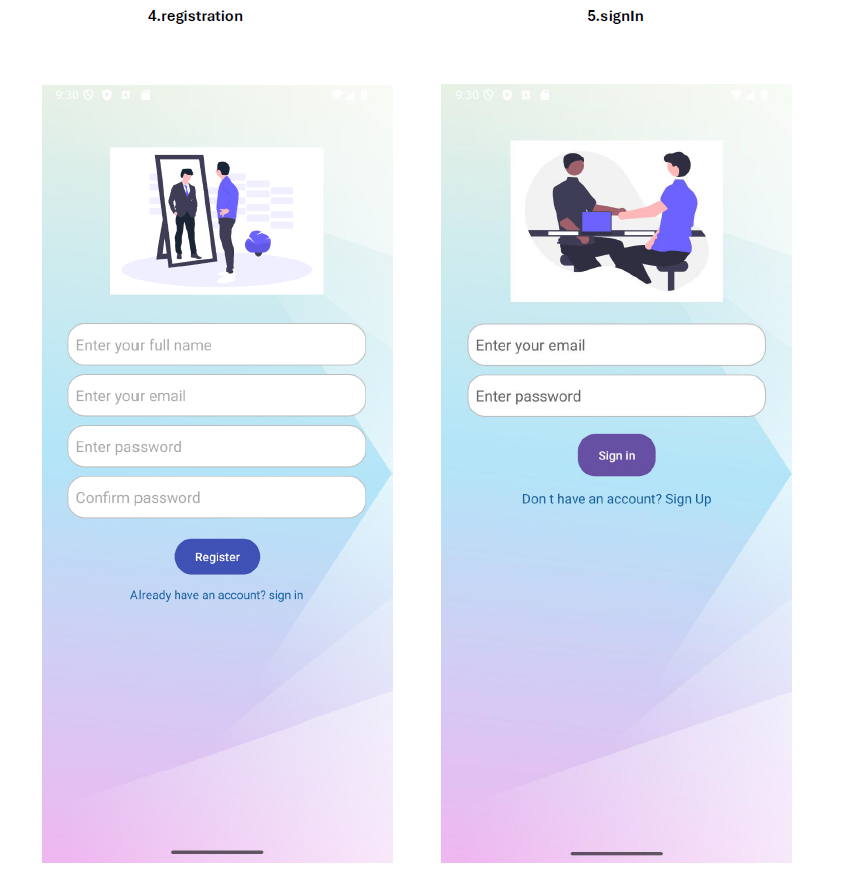 4.registration
5.signIn
9:30
Enter your full name
Enter your email
Enter password
Confirm password
Register
Already have an account? sign in
9:30
Enter your email
Enter password
Sign in
Don t have an account? Sign Up